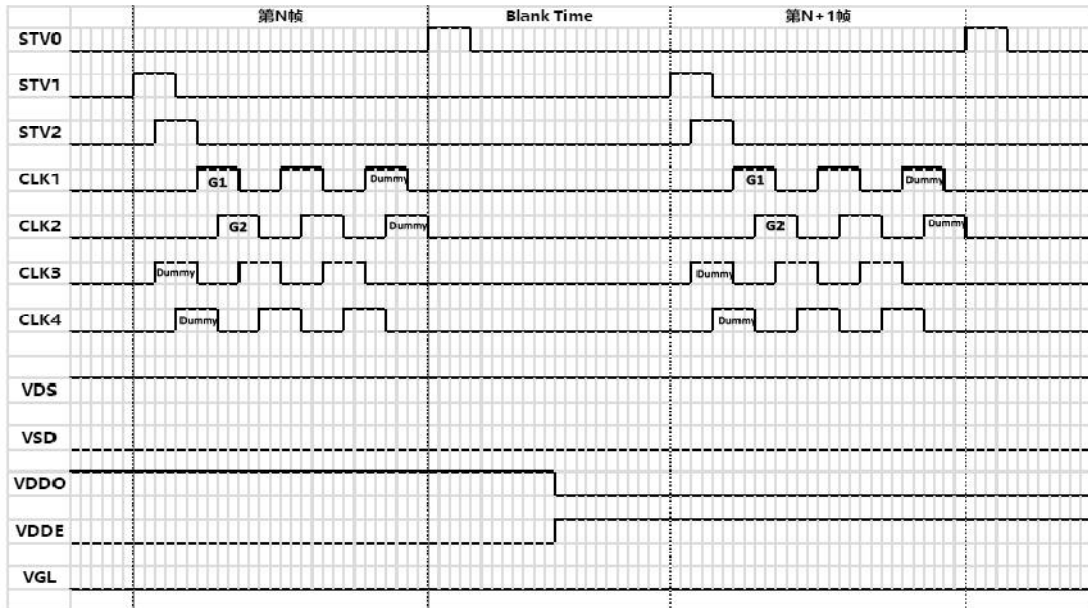 第N帧 Blank Time 第N+1帧
STV0
STV1
STV2
CLK1 G1 Dummy G1 Dummy
CLK2 G2 Dummy G2 Dummy
CLK3 Dummy Dummy
CLK4 Dummy Dummy
VDS
VSD
VDDO
VDDE
VGL